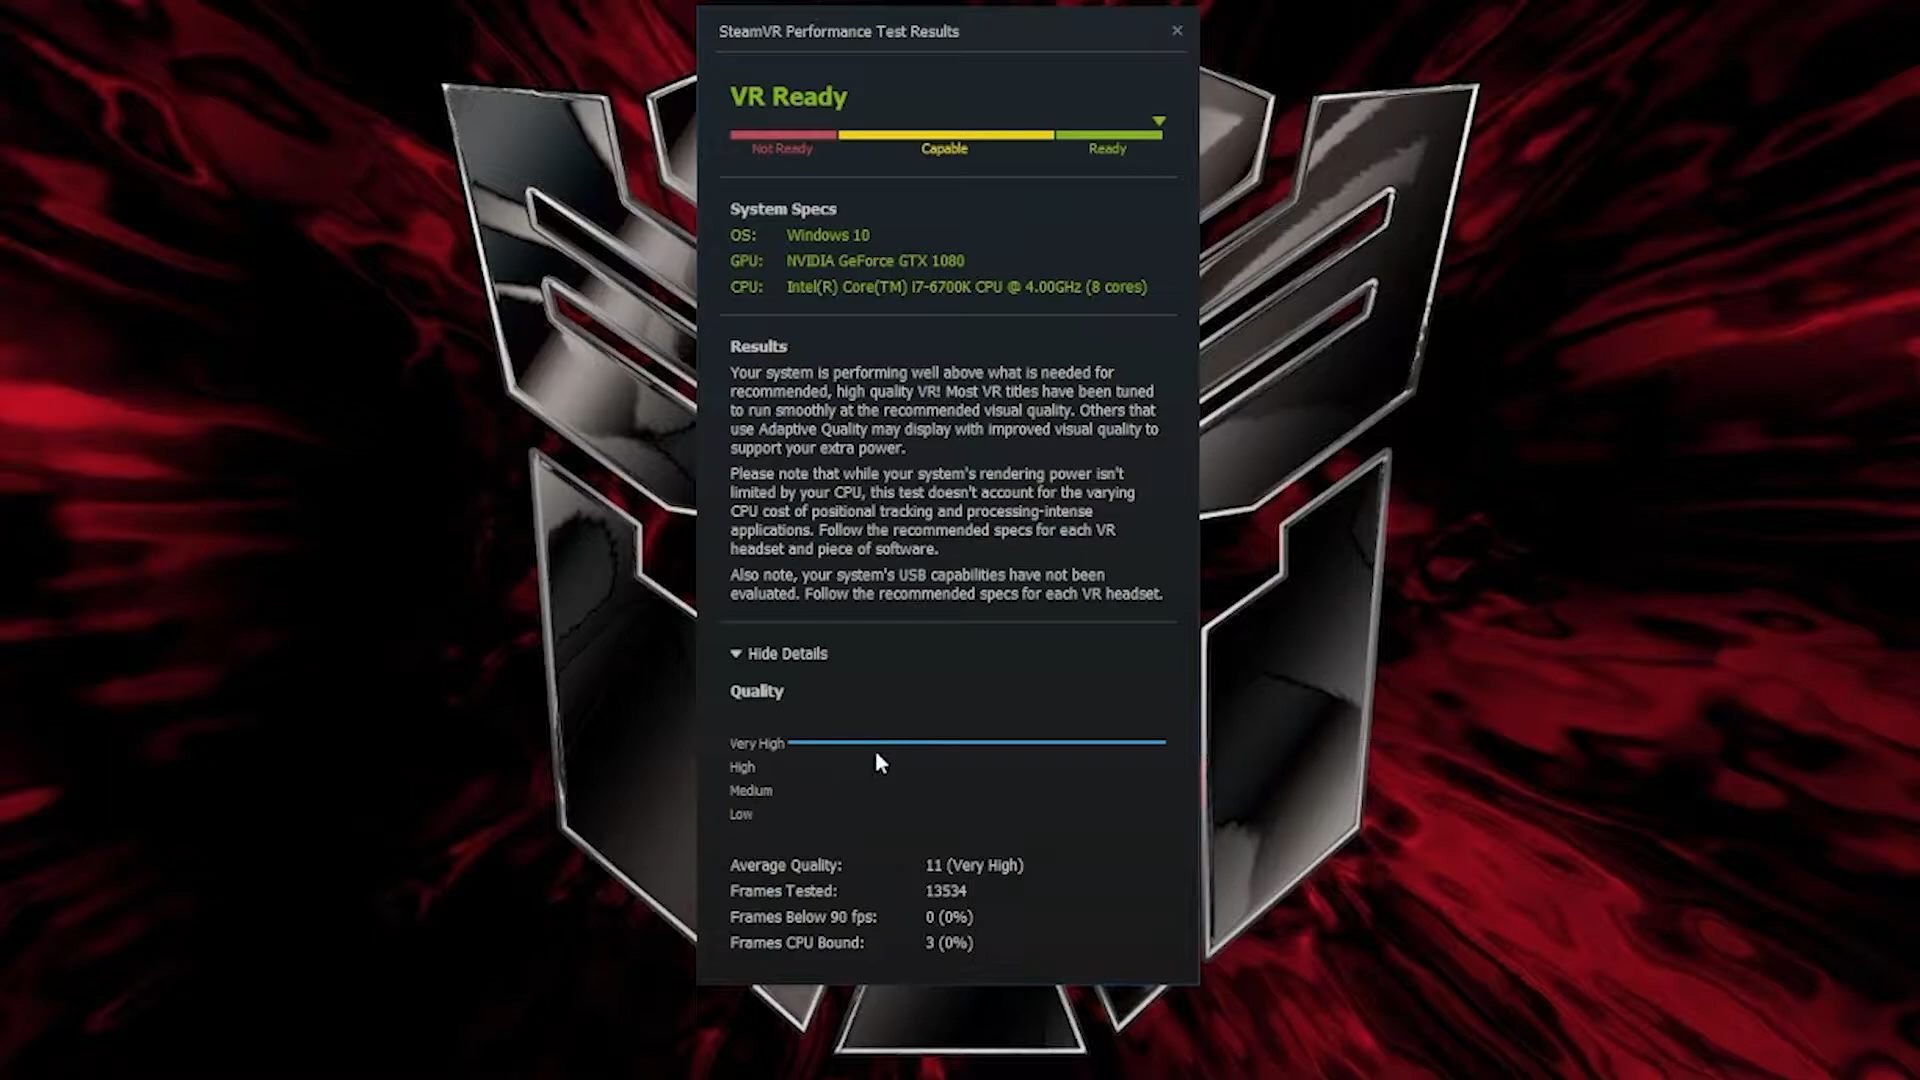 SteamVR Performance Test Results
VR Ready
Not Ready Capable Ready
System Specs
OS: Windows 10
GPU: NVIDIA GeForce GTX 1080
CPU: Intel(R) Core(TM) i7-6700K CPU @ 4.00GHz (8 cores)
Results
Your system is performing well above what is needed for
recommended, high quality VR! Most VR titles have been tuned
to run smoothly at the recommended visual quality. Others that
use Adaptive Quality may display with improved visual quality to
support your extra power.
Please note that while your system's rendering power isn't
limited by your CPU, this test doesn't account for the varying
CPU cost of positional tracking and processing-intense
applications. Follow the recommended specs for each VR
headset and piece of software.
Also note, your system's USB capabilities have not been
evaluated. Follow the recommended specs for each VR headset.
Hide Details
Quality
Very High
High
Medium
Low
Average Quality: 11 (Very High)
Frames Tested: 13534
Frames Below 90 fps: 0 (0%)
Frames CPU Bound: 3 (0%)